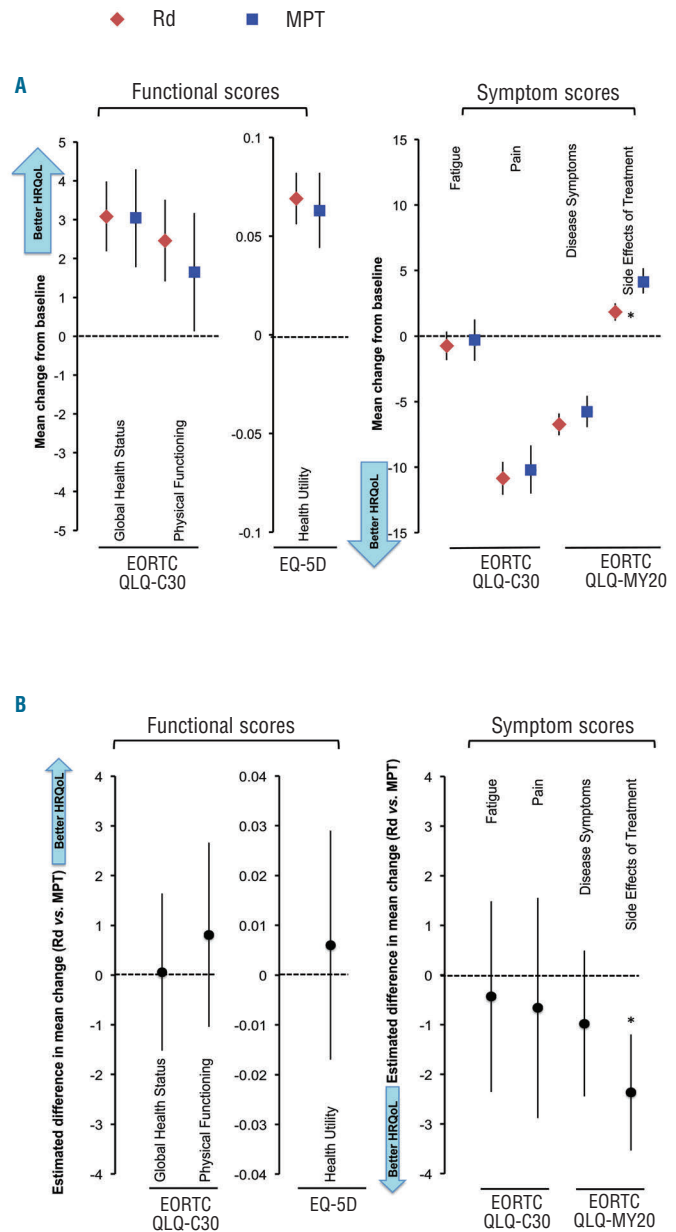 Rd MPT
A
Functional scores
Symptom scores
Better HRQoL
Mean change from baseline
5
4
3
2
1
0
-1
-2
-3
-4
-5
Global Health Status
Physical Functioning
EORTC
QLQ-C30
0.1
0.05
0
-0.05
-0.1
Health Utility
EQ-5D
Better HRQoL
Mean change from baseline
15
10
5
0
-5
-10
-15
Fatigue
Pain
Disease Symptoms
Side Effects of Treatment
*
EORTC
QLQ-C30
EORTC
QLQ-MY20
B
Functional scores
Symptom scores
Better HRQoL
Estimated difference in mean change (Rd vs. MPT)
4
3
2
1
0
-1
-2
-3
-4
Global Health Status
Physical Functioning
EORTC
QLQ-C30
0.04
0.03
0.02
0.01
0
-0.01
-0.02
-0.03
-0.04
Health Utility
EQ-5D
Better HRQoL
Estimated difference in mean change (Rd vs. MPT)
4
3
2
1
0
-1
-2
-3
-4
Fatigue
Pain
Disease Symptoms
Side Effects of Treatment
*
EORTC
QLQ-C30
EORTC
QLQ-MY20